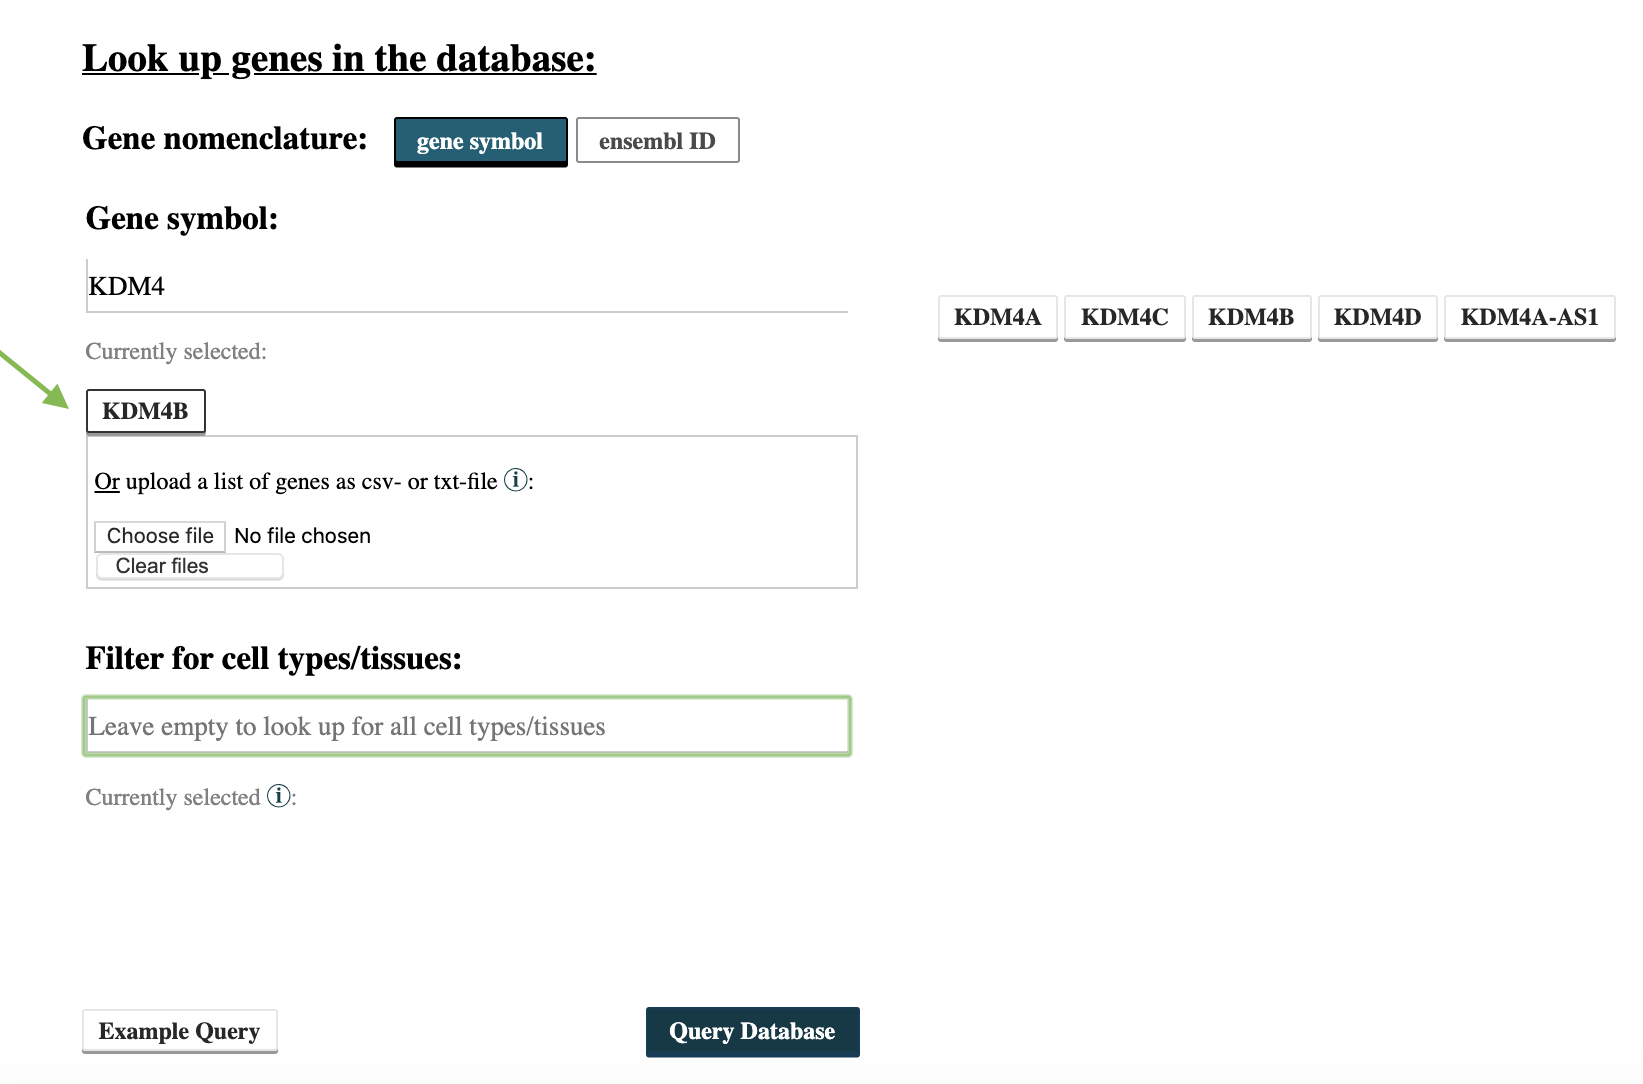 Look up genes in the database:
Gene nomenclature: gene symbol ensembl ID
Gene symbol:
KDM4
KDM4A KDM4C KDM4B KDM4D KDM4A-AS1
Currently selected:
KDM4B
Or upload a list of genes as csv- or txt-file ⓘ:
Choose file No file chosen
Clear files
Filter for cell types/tissues:
Leave empty to look up for all cell types/tissues
Currently selected ⓘ:
Example Query Query Database